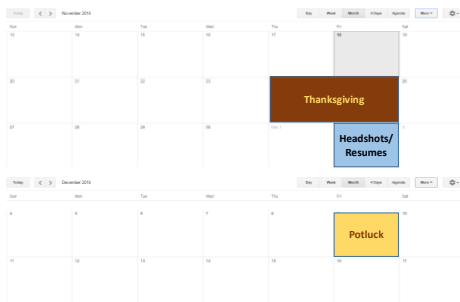 Today < > November 2016 Day Week Month 4 Days Agenda More
Sun Mon Tue Wed Thu Fri Sat
13 14 15 16 17 18 19
20 21 22 23 26
Thanksgiving
27 28 29 30 Dec 1
Headshots/
Resumes
Today < > December 2016 Day Week Month 4 Days Agenda More
Sun Mon Tue Wed Thu Fri Sat
4 5 6 7 8 10
Potluck
11 12 13 14 15 16 17